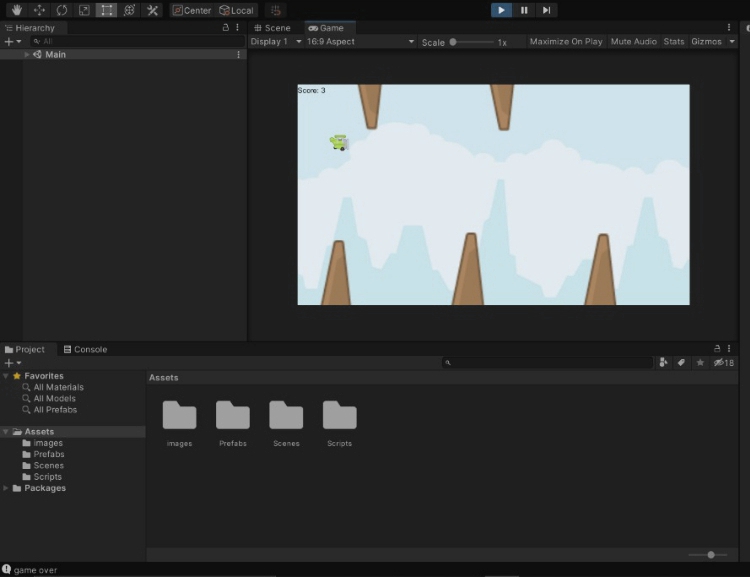 Center Local
Hierarchy
All
Main
Scene Game
Display 1 16:9 Aspect Scale 1x Maximize On Play Mute Audio Stats Gizmos
Score: 3
Project Console
18
Favorites
All Materials
All Models
All Prefabs
Assets
images
Prefabs
Scenes
Scripts
Packages
Assets
images Prefabs Scenes Scripts
game over